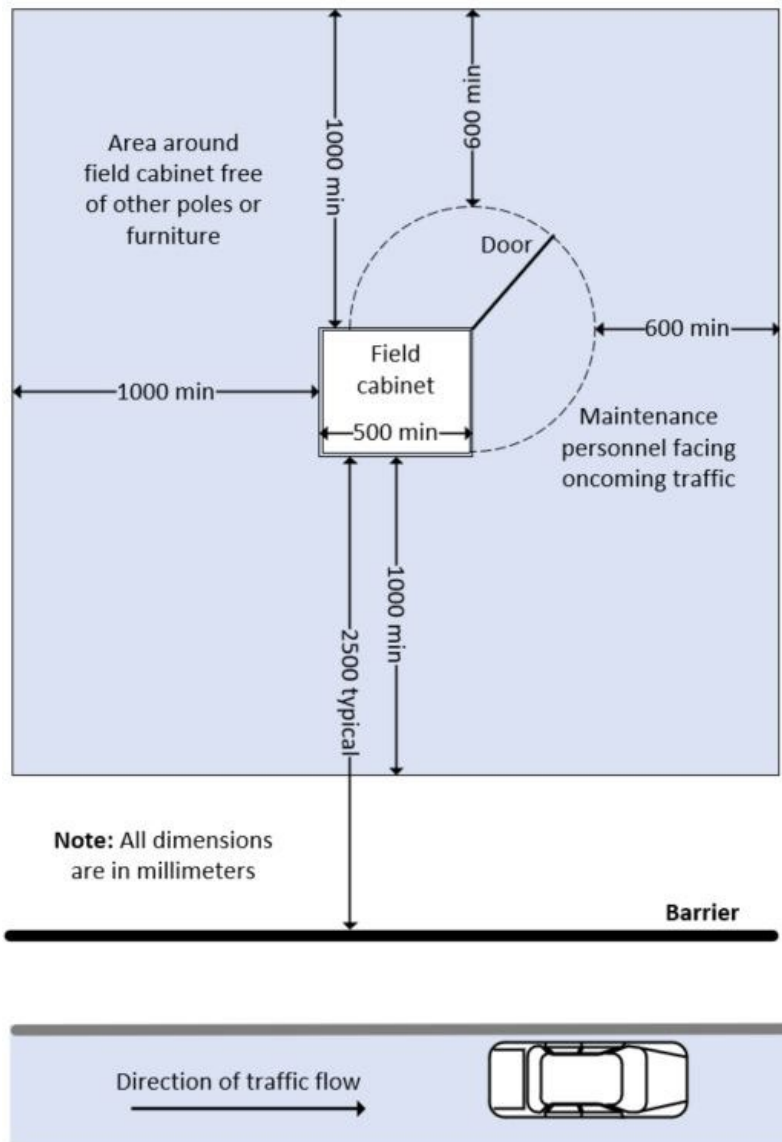 1000 min
600 min
Area around
field cabinet free
of other poles or
furniture
Door
600 min
Field
cabinet
1000 min
500 min
Maintenance
personnel facing
oncoming traffic
1000 min
2500 typical
Note: All dimensions
are in millimeters
Barrier
Direction of traffic flow